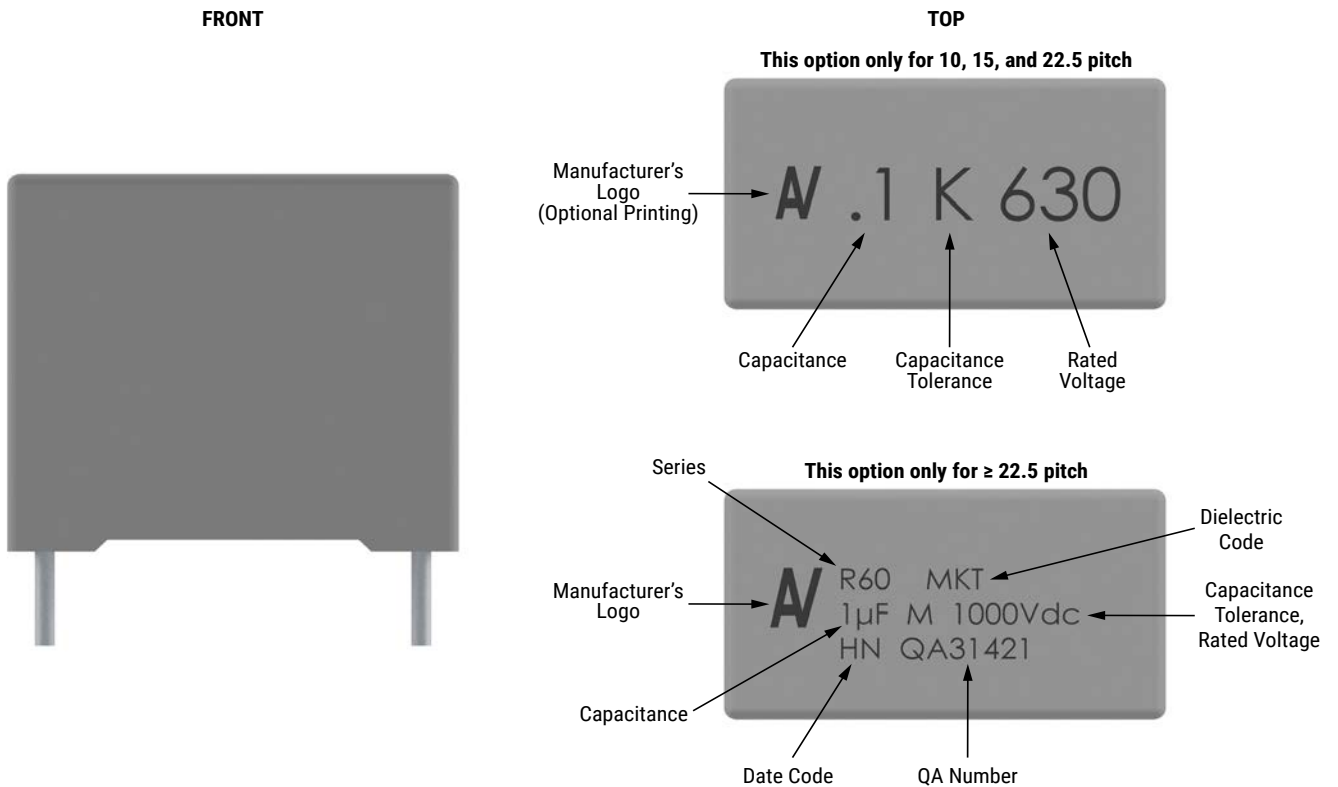 FRONT
TOP
This option only for 10, 15, and 22.5 pitch
Manufacturer's
Logo
(Optional Printing)
.1 K 630
Capacitance
Capacitance
Tolerance
Rated
Voltage
This option only for ≥ 22.5 pitch
Series
Dielectric
Code
Manufacturer's
Logo
R60 MKT
1µF M 1000Vdc
HN QA31421
Capacitance
Tolerance,
Rated Voltage
Capacitance
Date Code
QA Number